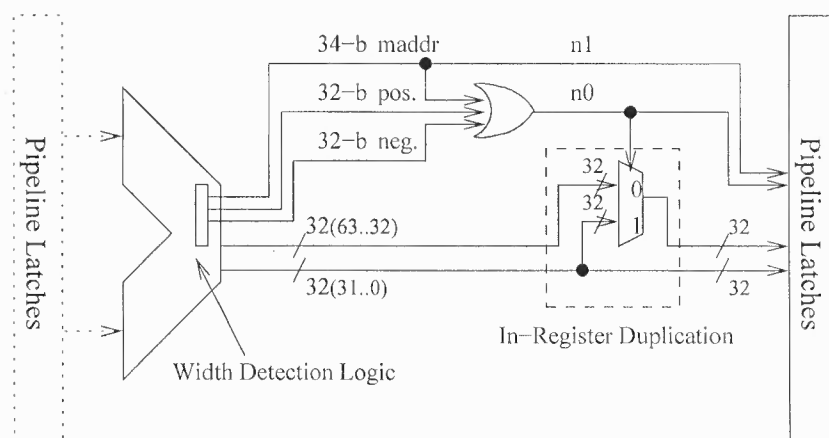 34-b maddr
n1
32-b pos.
n0
32-b neg.
32
0
32
1
32(63..32)
32
32(31..0)
32
In-Register Duplication
Width Detection Logic
Pipeline Latches
Pipeline Latches